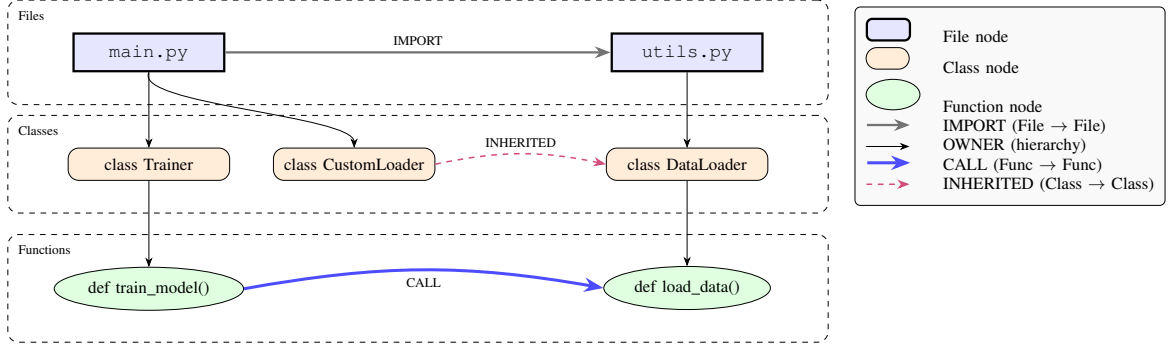 Files
main.py
IMPORT
utils.py
Classes
class Trainer
class CustomLoader
INHERITED
class DataLoader
Functions
def train_model()
CALL
def load_data()
File node
Class node
Function node
IMPORT (File → File)
OWNER (hierarchy)
CALL (Func → Func)
INHERITED (Class → Class)